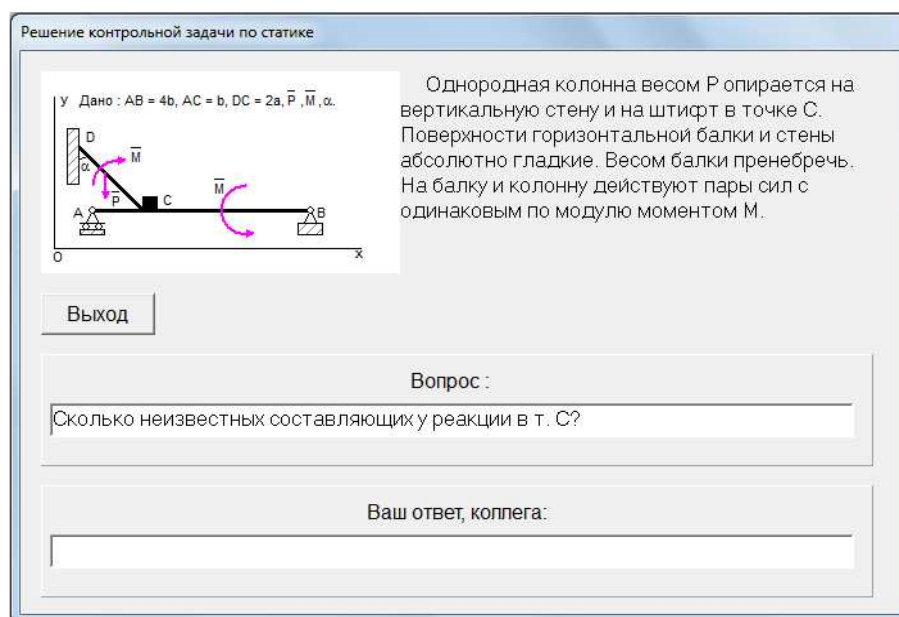 Решение контрольной задачи по статике
y Дано : AB = 4b, AC = b, DC = 2a, P̅ , M̅ , α.
D
M̅
α
P̅
C
M̅
A
B
O
x
Однородная колонна весом P опирается на
вертикальную стену и на штифт в точке С.
Поверхности горизонтальной балки и стены
абсолютно гладкие. Весом балки пренебречь.
На балку и колонну действуют пары сил с
одинаковым по модулю моментом М.
Выход
Вопрос :
Сколько неизвестных составляющих у реакции в т. С?
Ваш ответ, коллега: